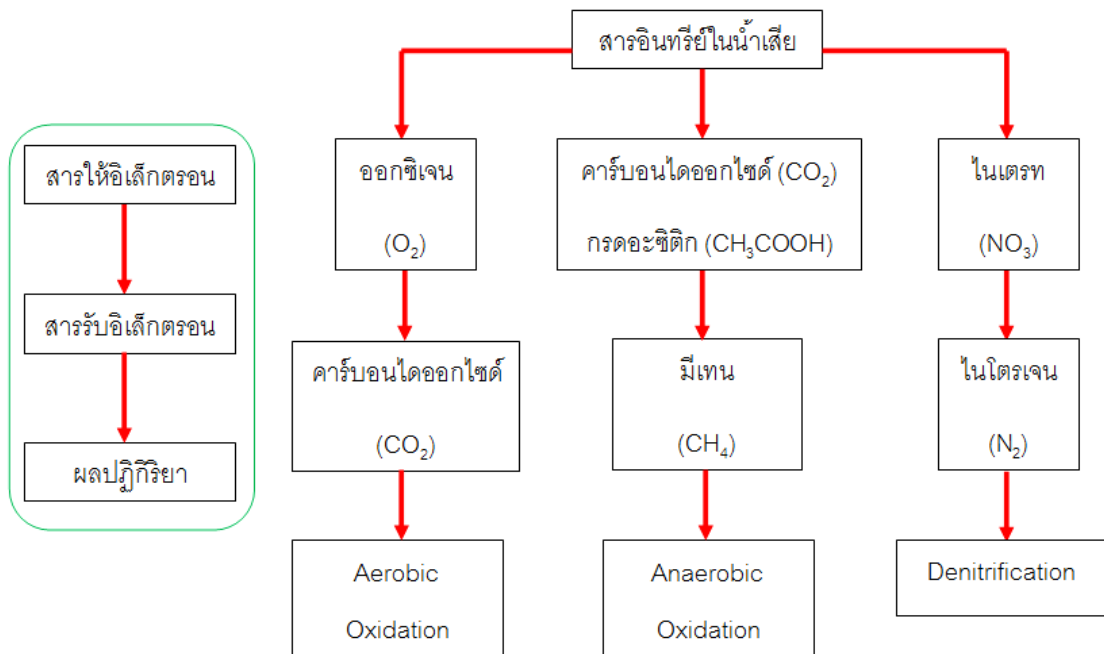 สารอินทรีย์ในน้ำเสีย
สารให้อิเล็กตรอน
สารรับอิเล็กตรอน
ผลปฏิกิริยา
ออกซิเจน
(O₂)
คาร์บอนไดออกไซด์ (CO₂)
กรดอะซิติก (CH₃COOH)
ไนเตรท
(NO₃)
คาร์บอนไดออกไซด์
(CO₂)
มีเทน
(CH₄)
ไนโตรเจน
(N₂)
Aerobic
Oxidation
Anaerobic
Oxidation
Denitrification